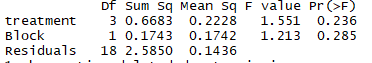 Df Sum Sq Mean Sq F value Pr(>F)
treatment 3 0.6683 0.2228 1.551 0.236
Block 1 0.1743 0.1742 1.213 0.285
Residuals 18 2.5850 0.1436